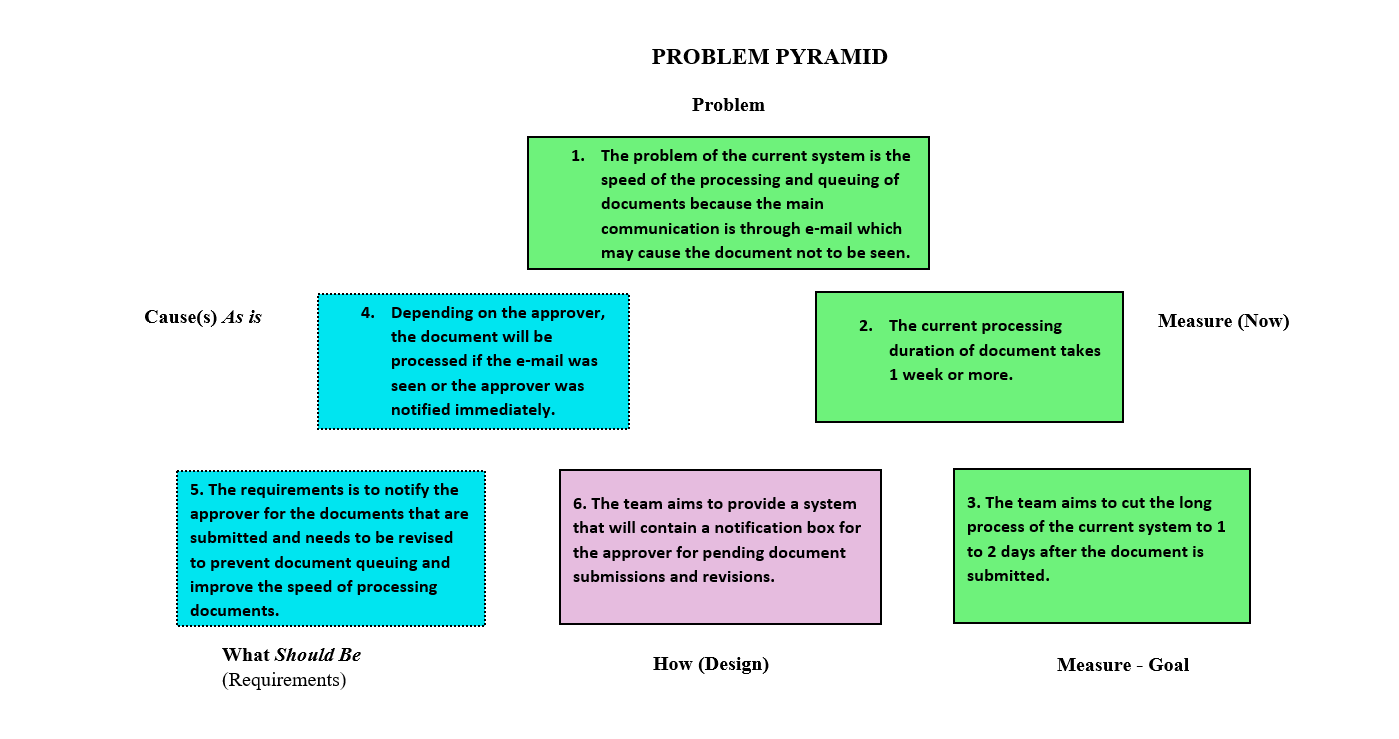 PROBLEM PYRAMID
Problem
1. The problem of the current system is the
speed of the processing and queuing of
documents because the main
communication is through e-mail which
may cause the document not to be seen.
Cause(s) As is
4. Depending on the approver,
the document will be
processed if the e-mail was
seen or the approver was
notified immediately.
2. The current processing
duration of document takes
1 week or more.
Measure (Now)
5. The requirements is to notify the
approver for the documents that are
submitted and needs to be revised
to prevent document queuing and
improve the speed of processing
documents.
6. The team aims to provide a system
that will contain a notification box for
the approver for pending document
submissions and revisions.
3. The team aims to cut the long
process of the current system to 1
to 2 days after the document is
submitted.
What Should Be
(Requirements)
How (Design)
Measure - Goal